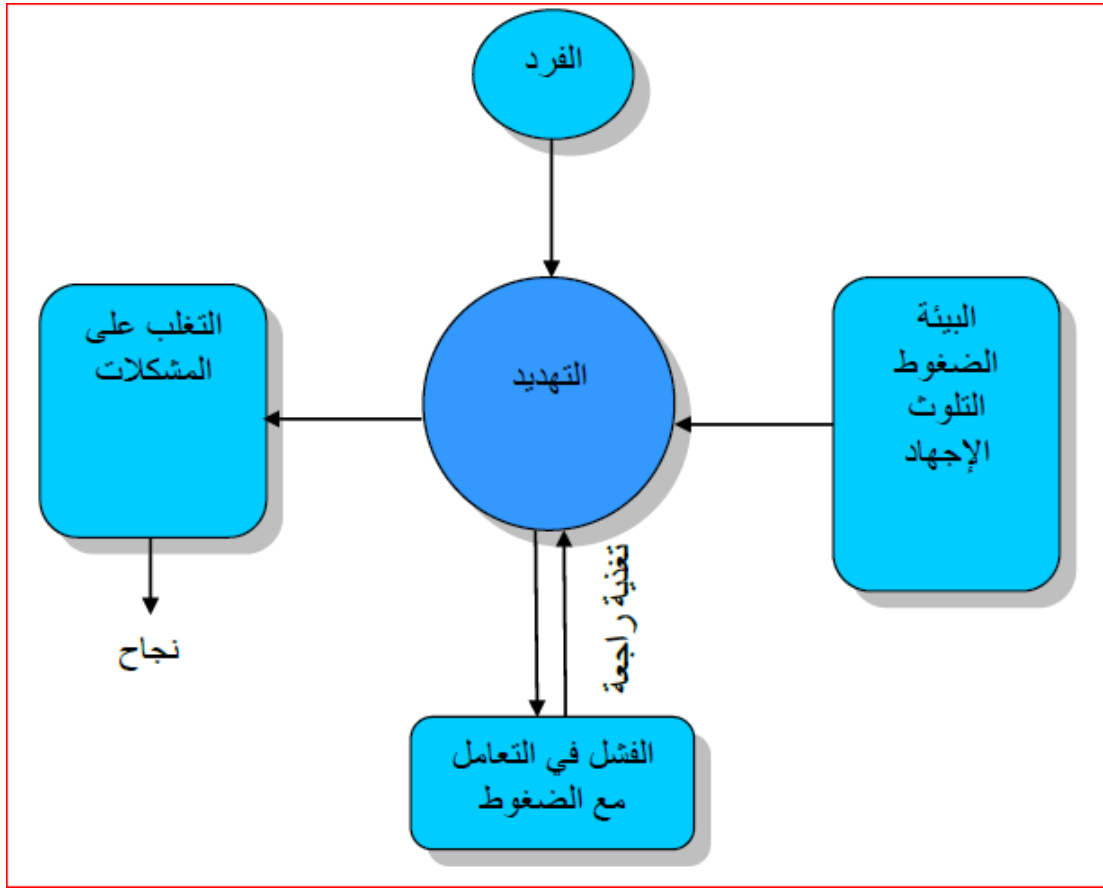 الفرد
البيئة
الضغوط
التلوث
الإجهاد
التهديد
التغلب على
المشكلات
نجاح
تغذية راجعة
الفشل في التعامل
مع الضغوط